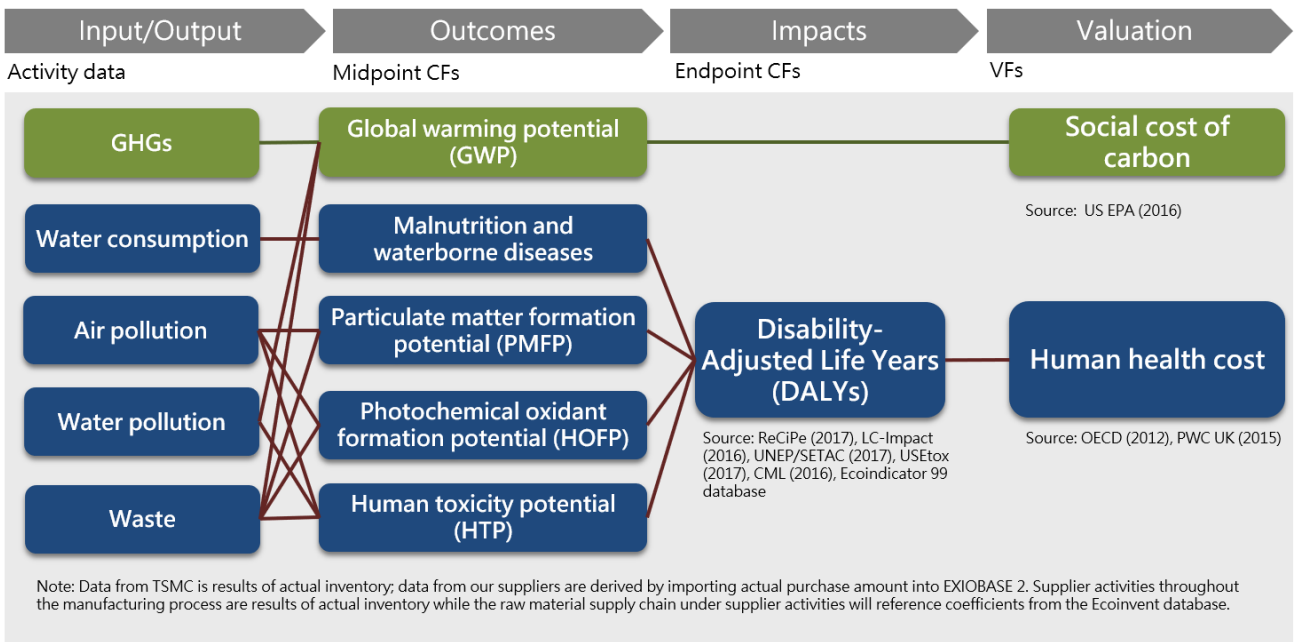 Input/Output
Outcomes
Impacts
Valuation
Activity data
Midpoint CFs
Endpoint CFs
VFs
GHGs
Global warming potential
(GWP)
Social cost of
carbon
Source:  US EPA (2016)
Water consumption
Malnutrition and
waterborne diseases
Air pollution
Particulate matter formation
potential (PMFP)
Disability-
Adjusted Life Years
(DALYs)
Human health cost
Water pollution
Photochemical oxidant
formation potential (HOFP)
Source: ReCiPe (2017), LC-Impact
(2016), UNEP/SETAC (2017), USEtox
(2017), CML (2016), Ecoindicator 99
database
Source: OECD (2012), PWC UK (2015)
Waste
Human toxicity potential
(HTP)
Note: Data from TSMC is results of actual inventory; data from our suppliers are derived by importing actual purchase amount into EXIOBASE 2. Supplier activities throughout
the manufacturing process are results of actual inventory while the raw material supply chain under supplier activities will reference coefficients from the Ecoinvent database.